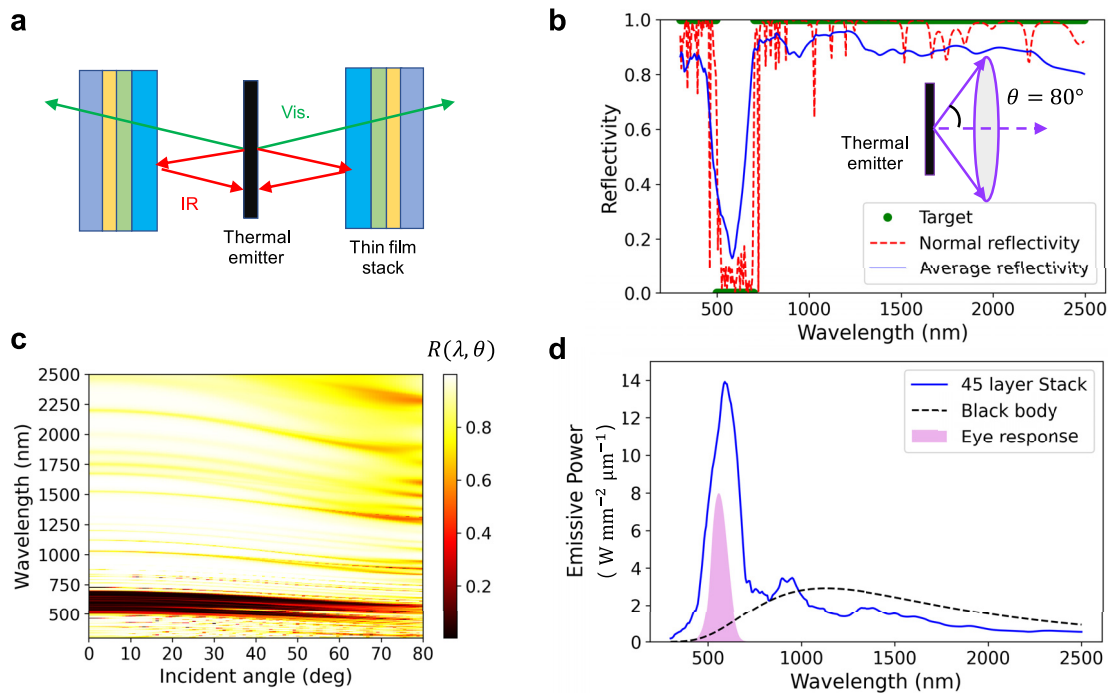 a
Vis.
IR
Thermal
emitter
Thin film
stack
b
Reflectivity
1.0
0.8
0.6
0.4
0.2
0.0
500
1000
1500
2000
2500
Wavelength (nm)
θ = 80°
Thermal
emitter
Target
Normal reflectivity
Average reflectivity
c
R(λ, θ)
Wavelength (nm)
2500
2250
2000
1750
1500
1250
1000
750
500
0
10
20
30
40
50
60
70
80
Incident angle (deg)
0.8
0.6
0.4
0.2
d
Emissive Power
( W mm⁻² μm⁻¹)
14
12
10
8
6
4
2
0
500
1000
1500
2000
2500
Wavelength (nm)
45 layer Stack
Black body
Eye response